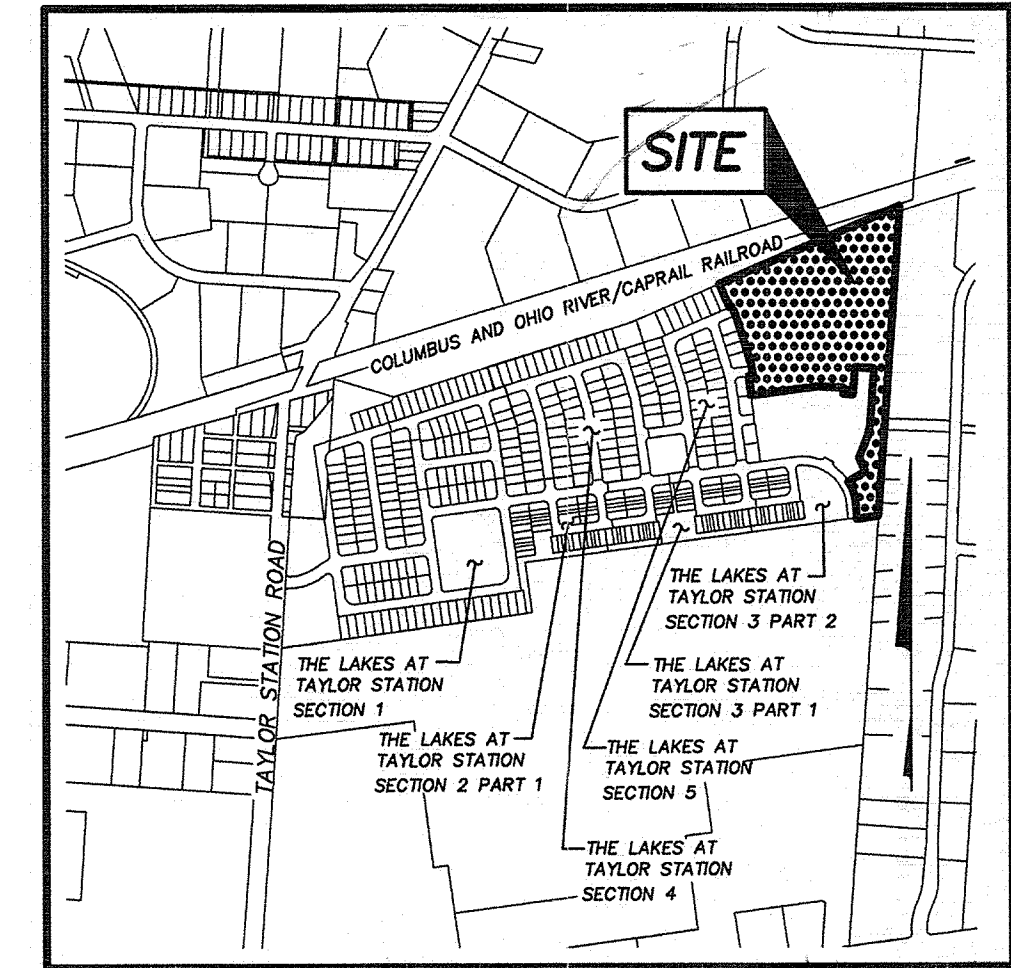 SITE
COLUMBUS AND OHIO RIVER/CAPRAIL RAILROAD
TAYLOR STATION ROAD
THE LAKES AT
TAYLOR STATION
SECTION 3 PART 2
THE LAKES AT
TAYLOR STATION
SECTION 1
THE LAKES AT
TAYLOR STATION
SECTION 3 PART 1
THE LAKES AT
TAYLOR STATION
SECTION 2 PART 1
THE LAKES AT
TAYLOR STATION
SECTION 5
THE LAKES AT
TAYLOR STATION
SECTION 4